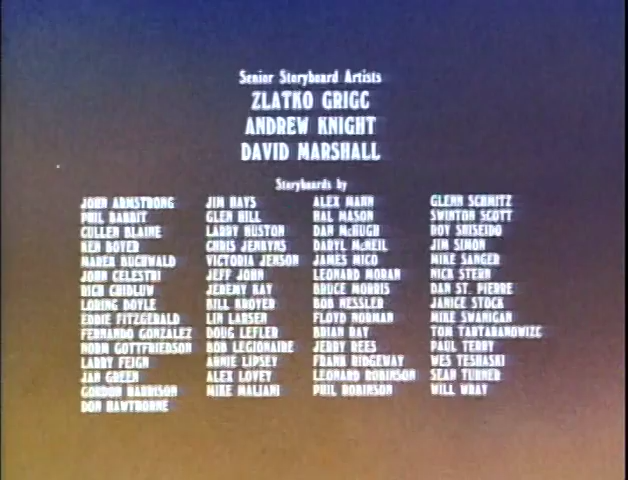 Senior Storyboard Artists
ZLATKO GRIGC
ANDREW KNIGHT
DAVID MARSHALL
Storyboards by
JOHN ARMSTRONG
PHIL BABBIT
CULLEN BLAINE
KEN BOYER
MAREK BUCHWALD
JOHN CELESTRI
RICH CHIDLAW
LORING DOYLE
EDDIE FITZGERALD
FERNANDO GONZALEZ
NORM GOTTFRIEDSON
LARRY FEIGN
JAN GREEN
GORDON HARRISON
DON HAWTHORNE
JIM HAYS
GLEN HILL
LARRY HUSTON
CHRIS JENKYNS
VICTORIA JENSON
JEFF JOHN
JEREMY KAY
BILL KROYER
LIN LARSEN
DOUG LEFLER
BOB LEGIONAIRE
ANNIE LIPSEY
ALEX LOVEY
MIKE MALIANI
ALEX MANN
HAL MASON
DAN McHUGH
DARYL McNEIL
JAMES MICO
LEONARD MORAN
BRUCE MORRIS
BOB NESSLER
FLOYD NORMAN
BRIAN RAY
JERRY REES
FRANK RIDGEWAY
LEONARD ROBINSON
PHIL ROBINSON
GLENN SCHMITZ
SWINTON SCOTT
ROY SHISEIDO
JIM SIMON
MIKE SANGER
NICK STERN
DAN ST. PIERRE
JANICE STOCK
MIKE SWANIGAN
TOM TARTARANOWIZC
PAUL TERRY
WES TESHASKI
SEAN TURNER
WILL WRAY